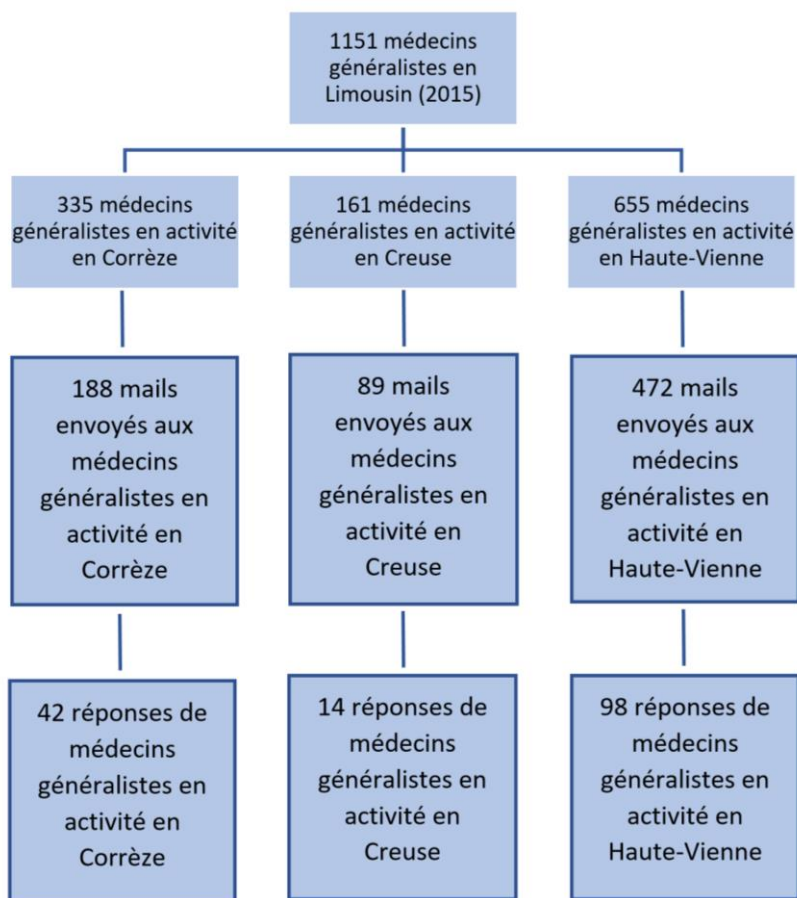 1151 médecins
généralistes en
Limousin (2015)
335 médecins
généralistes en activité
en Corrèze
161 médecins
généralistes en activité
en Creuse
655 médecins
généralistes en activité
en Haute-Vienne
188 mails
envoyés aux
médecins
généralistes en
activité en
Corrèze
89 mails
envoyés aux
médecins
généralistes en
activité en
Creuse
472 mails
envoyés aux
médecins
généralistes en
activité en
Haute-Vienne
42 réponses de
médecins
généralistes en
activité en
Corrèze
14 réponses de
médecins
généralistes en
activité en
Creuse
98 réponses de
médecins
généralistes en
activité en
Haute-Vienne